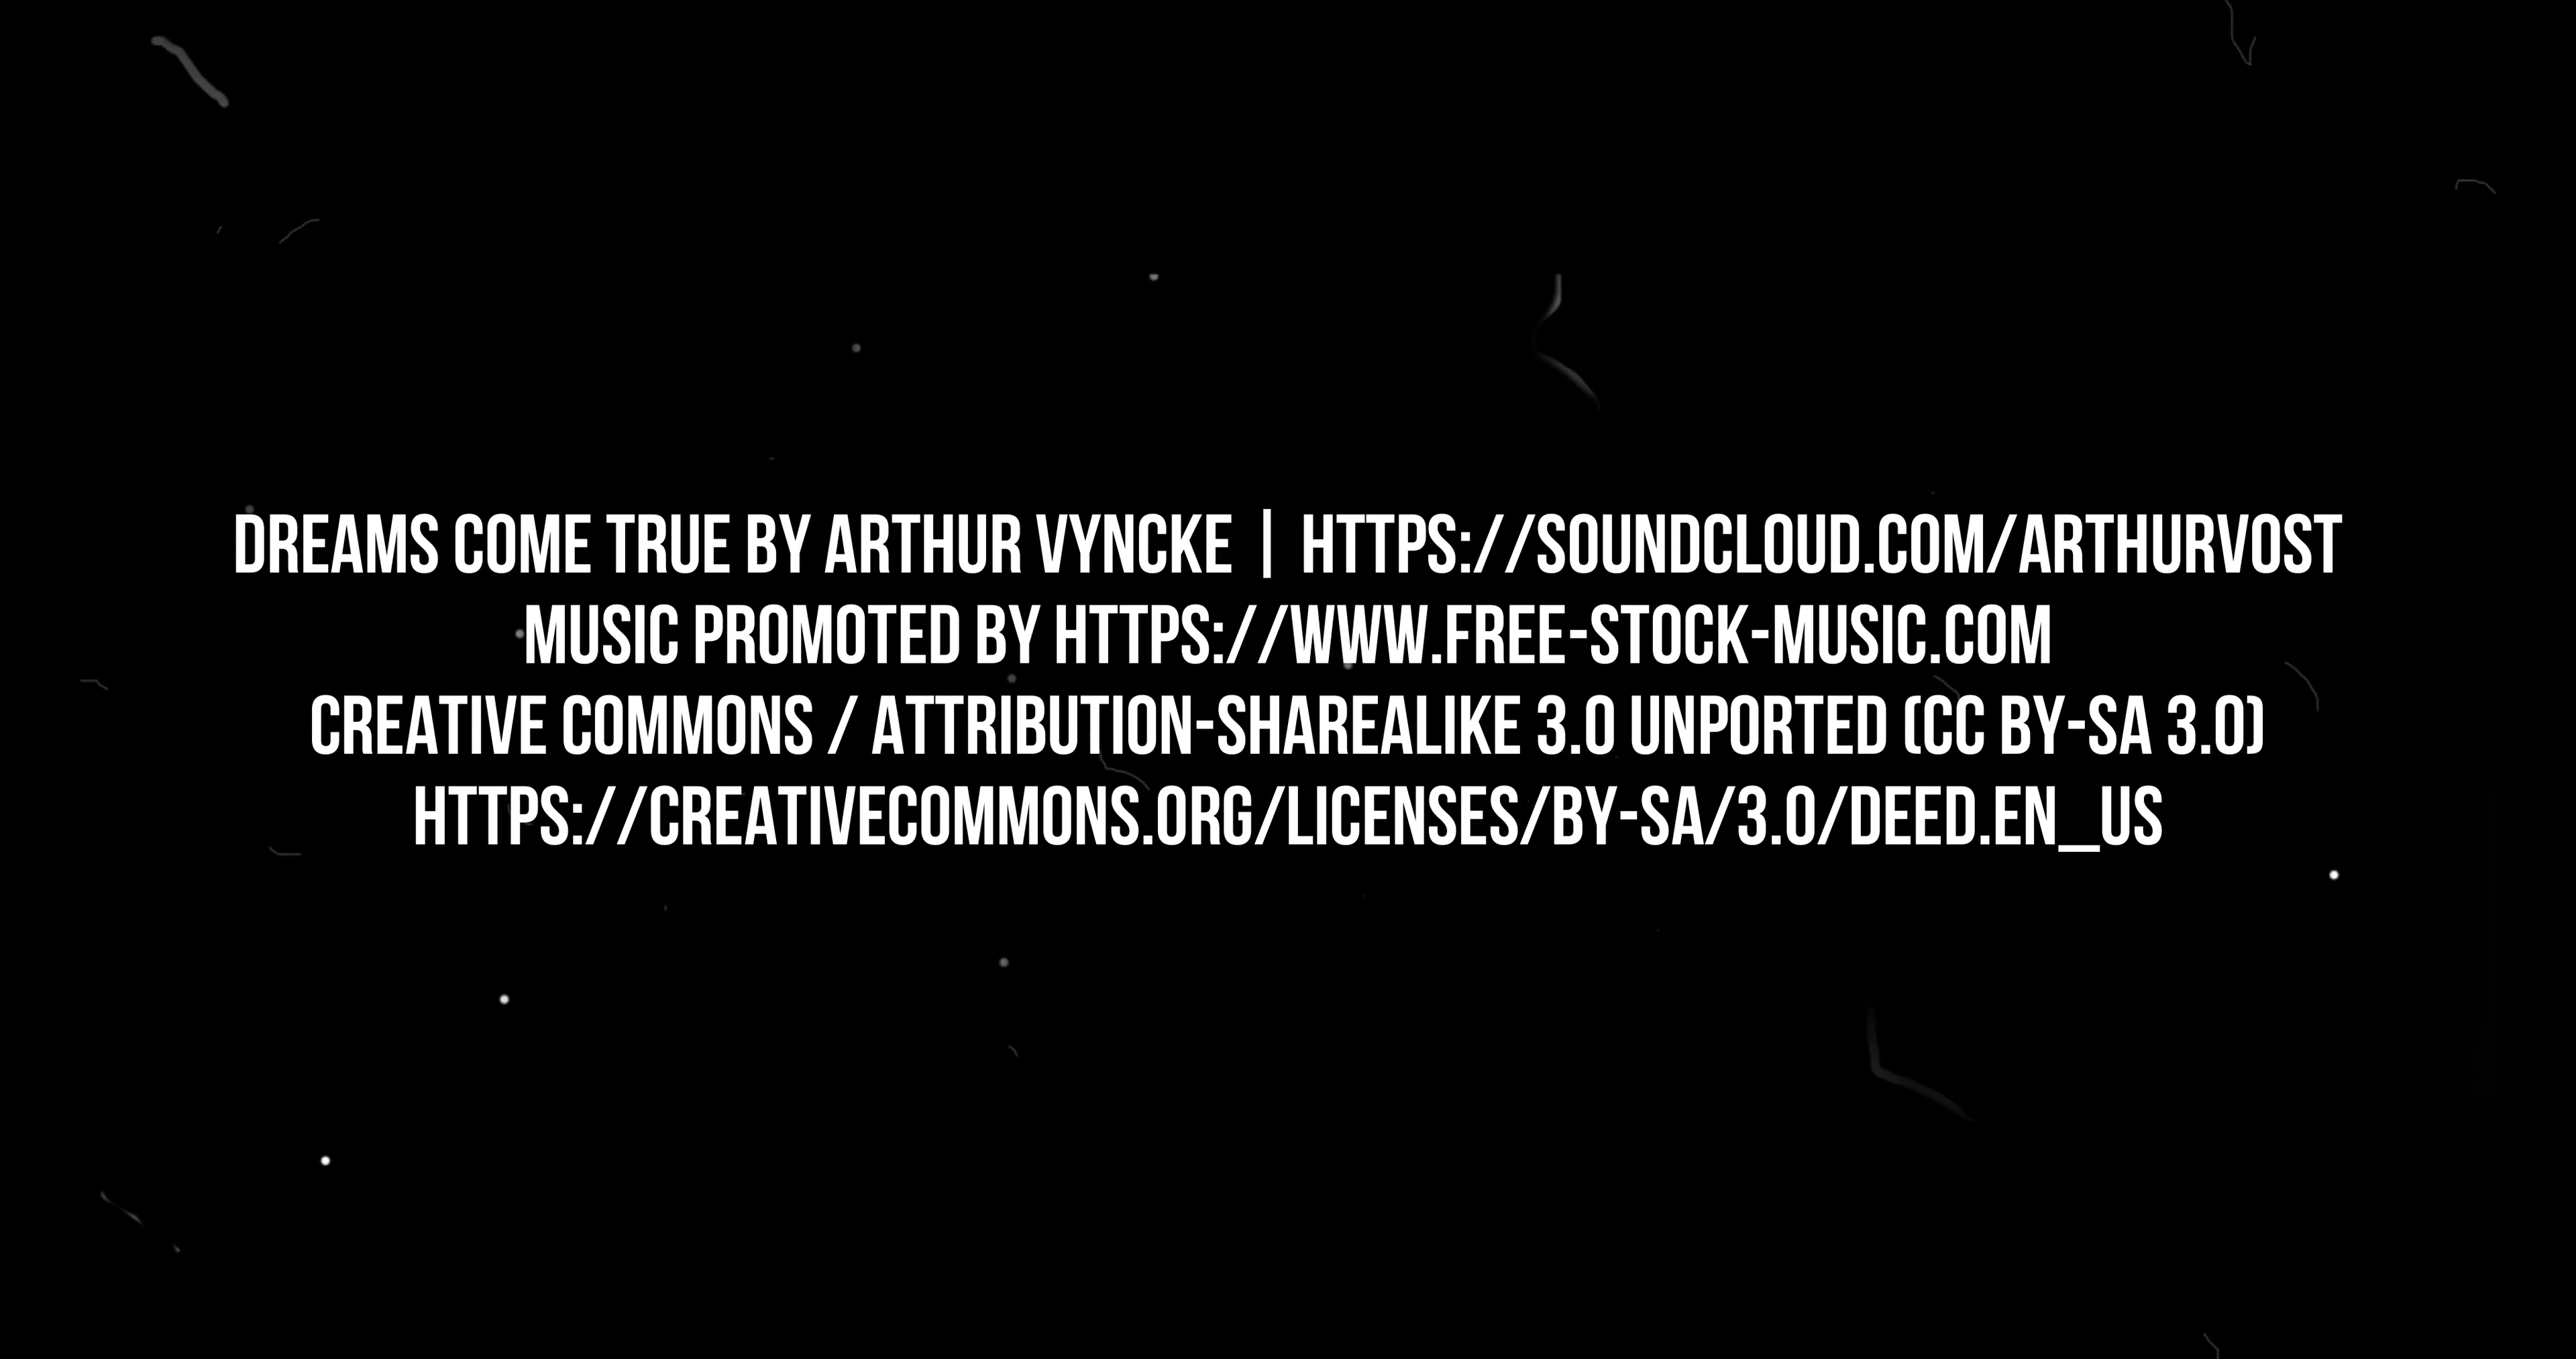 DREAMS COME TRUE BY ARTHUR VYNCKE | HTTPS://SOUNDCLOUD.COM/ARTHURVOST
MUSIC PROMOTED BY HTTPS://WWW.FREE-STOCK-MUSIC.COM
CREATIVE COMMONS / ATTRIBUTION-SHAREALIKE 3.0 UNPORTED (CC BY-SA 3.0)
HTTPS://CREATIVECOMMONS.ORG/LICENSES/BY-SA/3.0/DEED.EN_US